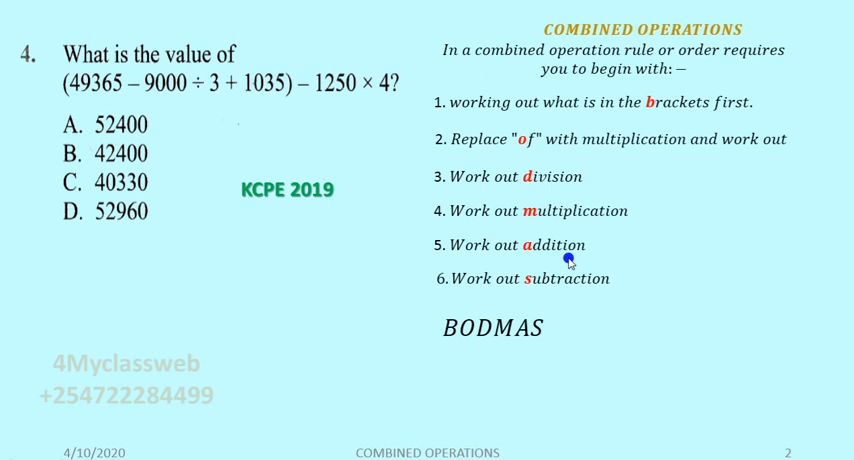 4. What is the value of
(49365 – 9000 ÷ 3 + 1035) – 1250 × 4?
A. 52400
B. 42400
C. 40330
D. 52960
KCPE 2019
4Myclassweb
+254722284499
COMBINED OPERATIONS
In a combined operation rule or order requires
you to begin with: –
1. working out what is in the brackets first.
2. Replace "of" with multiplication and work out
3. Work out division
4. Work out multiplication
5. Work out addition
6. Work out subtraction
BODMAS
4/10/2020
COMBINED OPERATIONS
2